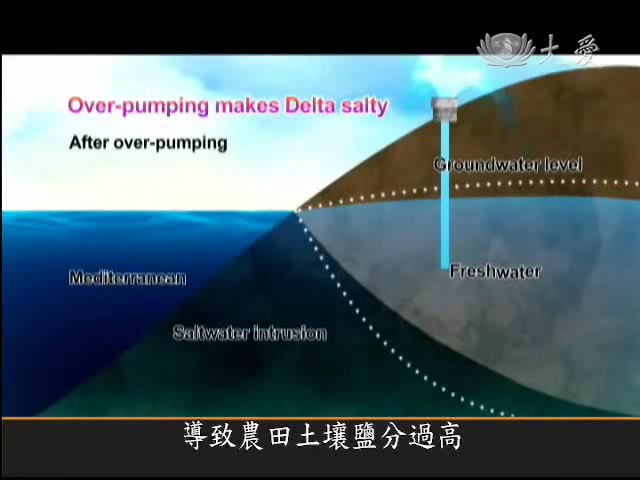 大愛
Over-pumping makes Delta salty
After over-pumping
Groundwater level
Freshwater
Mediterranean
Saltwater intrusion
導致農田土壤鹽分過高